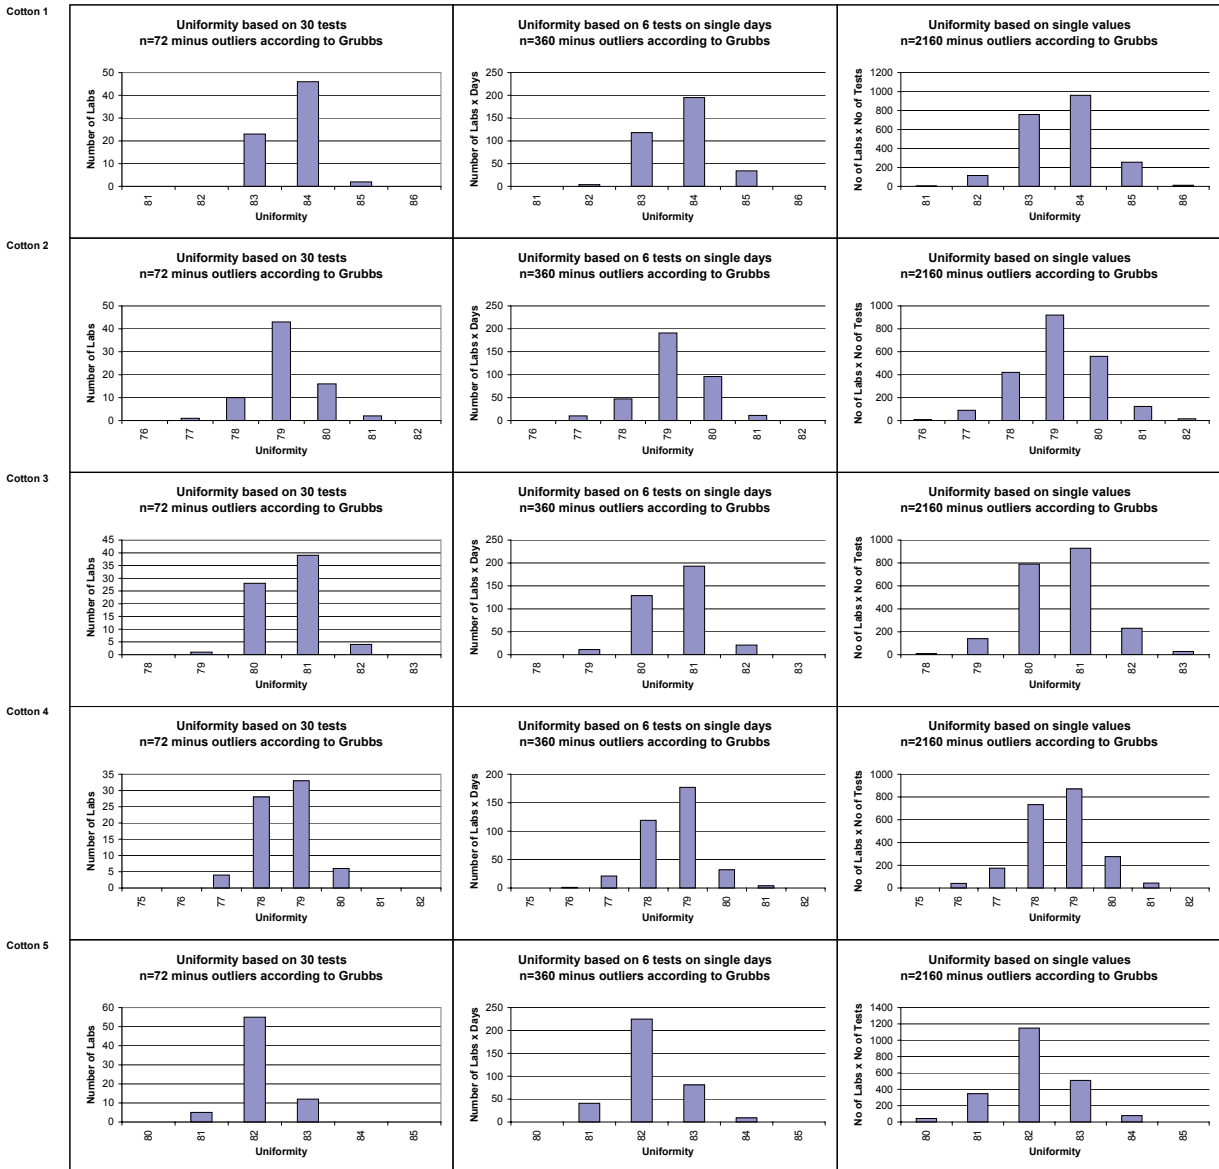 Cotton 1
Uniformity based on 30 tests
n=72 minus outliers according to Grubbs
Number of Labs
50
40
30
20
10
0
81 82 83 84 85 86
Uniformity
Uniformity based on 6 tests on single days
n=360 minus outliers according to Grubbs
Number of Labs x Days
250
200
150
100
50
0
81 82 83 84 85 86
Uniformity
Uniformity based on single values
n=2160 minus outliers according to Grubbs
No of Labs x No of Tests
1200
1000
800
600
400
200
0
81 82 83 84 85 86
Uniformity
Cotton 2
Uniformity based on 30 tests
n=72 minus outliers according to Grubbs
Number of Labs
50
40
30
20
10
0
76 77 78 79 80 81 82
Uniformity
Uniformity based on 6 tests on single days
n=360 minus outliers according to Grubbs
Number of Labs x Days
250
200
150
100
50
0
76 77 78 79 80 81 82
Uniformity
Uniformity based on single values
n=2160 minus outliers according to Grubbs
No of Labs x No of Tests
1000
800
600
400
200
0
76 77 78 79 80 81 82
Uniformity
Cotton 3
Uniformity based on 30 tests
n=72 minus outliers according to Grubbs
Number of Labs
45
40
35
30
25
20
15
10
5
0
78 79 80 81 82 83
Uniformity
Uniformity based on 6 tests on single days
n=360 minus outliers according to Grubbs
Number of Labs x Days
250
200
150
100
50
0
78 79 80 81 82 83
Uniformity
Uniformity based on single values
n=2160 minus outliers according to Grubbs
No of Labs x No of Tests
1000
800
600
400
200
0
78 79 80 81 82 83
Uniformity
Cotton 4
Uniformity based on 30 tests
n=72 minus outliers according to Grubbs
Number of Labs
35
30
25
20
15
10
5
0
75 76 77 78 79 80 81 82
Uniformity
Uniformity based on 6 tests on single days
n=360 minus outliers according to Grubbs
Number of Labs x Days
200
150
100
50
0
75 76 77 78 79 80 81 82
Uniformity
Uniformity based on single values
n=2160 minus outliers according to Grubbs
No of Labs x No of Tests
1000
800
600
400
200
0
75 76 77 78 79 80 81 82
Uniformity
Cotton 5
Uniformity based on 30 tests
n=72 minus outliers according to Grubbs
Number of Labs
60
50
40
30
20
10
0
80 81 82 83 84 85
Uniformity
Uniformity based on 6 tests on single days
n=360 minus outliers according to Grubbs
Number of Labs x Days
250
200
150
100
50
0
80 81 82 83 84 85
Uniformity
Uniformity based on single values
n=2160 minus outliers according to Grubbs
No of Labs x No of Tests
1400
1200
1000
800
600
400
200
0
80 81 82 83 84 85
Uniformity